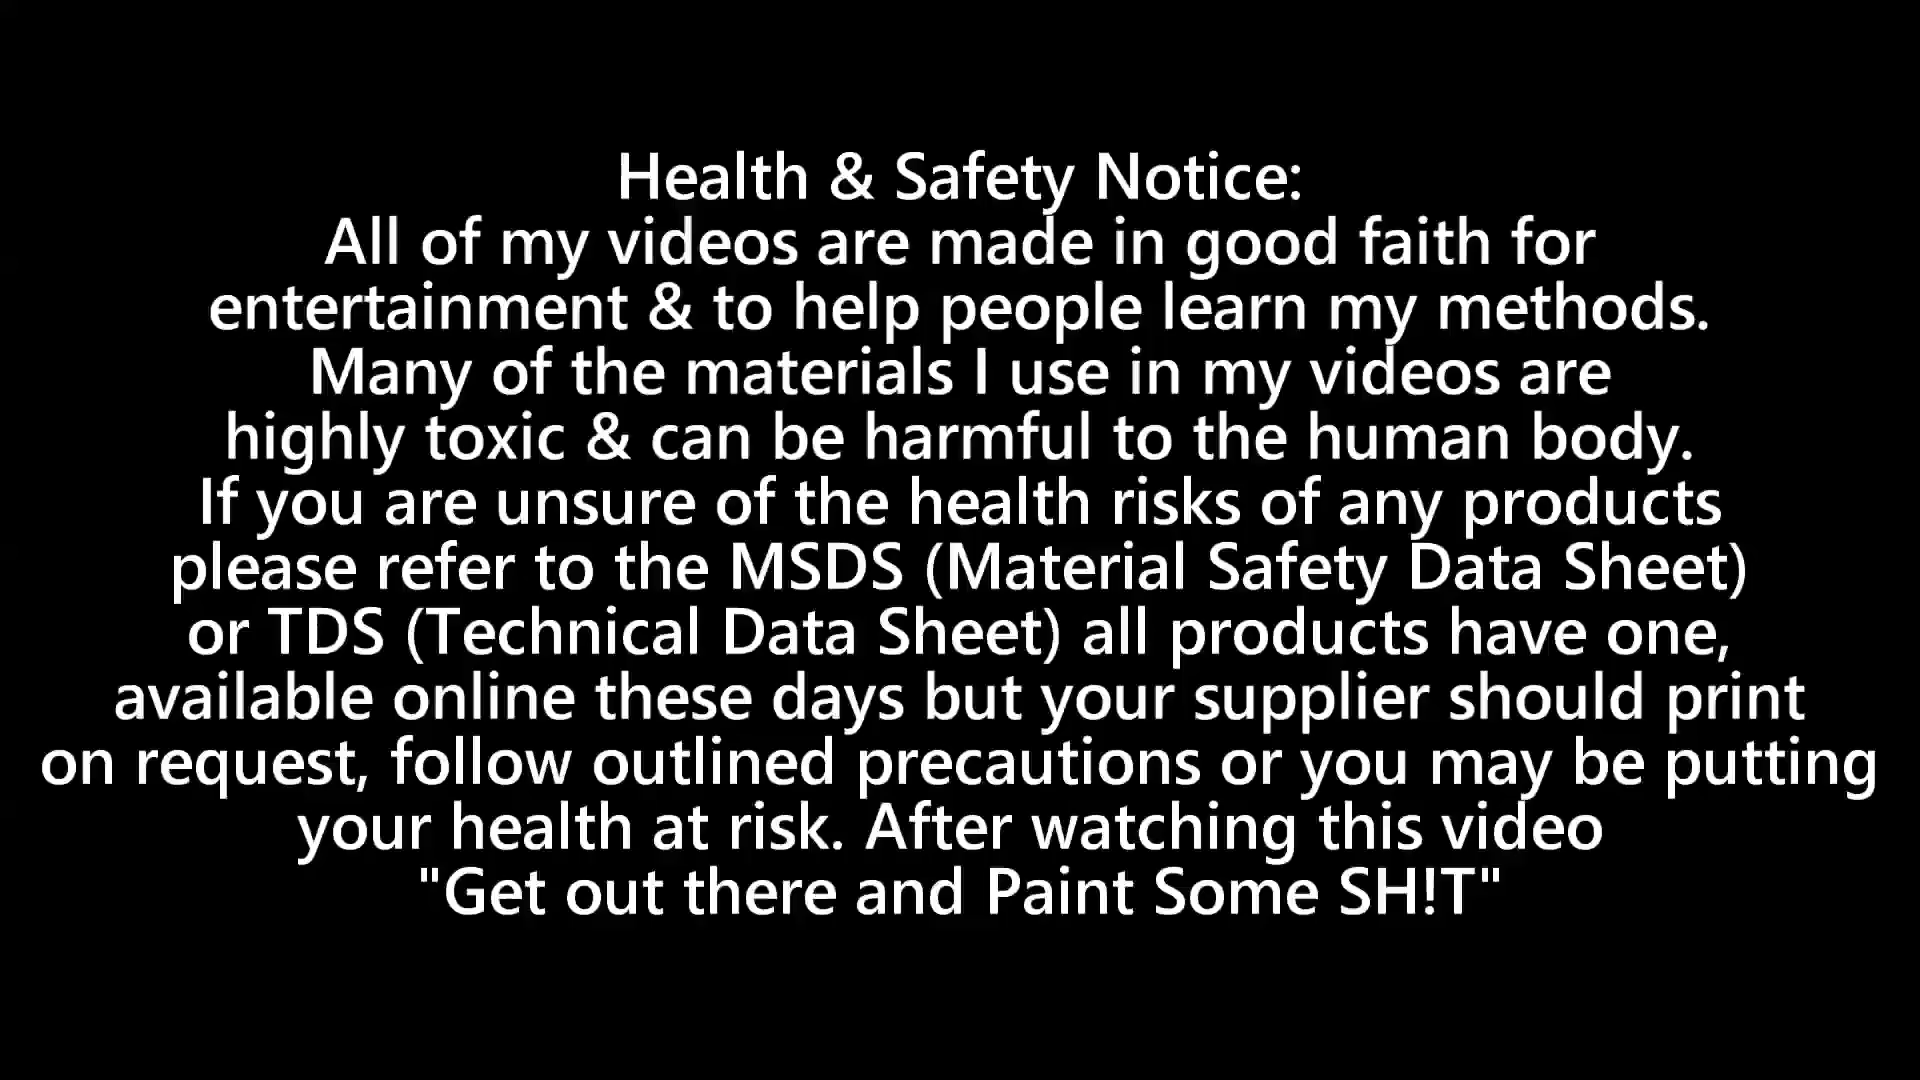 Health & Safety Notice:
All of my videos are made in good faith for
entertainment & to help people learn my methods.
Many of the materials I use in my videos are
highly toxic & can be harmful to the human body.
If you are unsure of the health risks of any products
please refer to the MSDS (Material Safety Data Sheet)
or TDS (Technical Data Sheet) all products have one,
available online these days but your supplier should print
on request, follow outlined precautions or you may be putting
your health at risk. After watching this video
"Get out there and Paint Some SH!T"